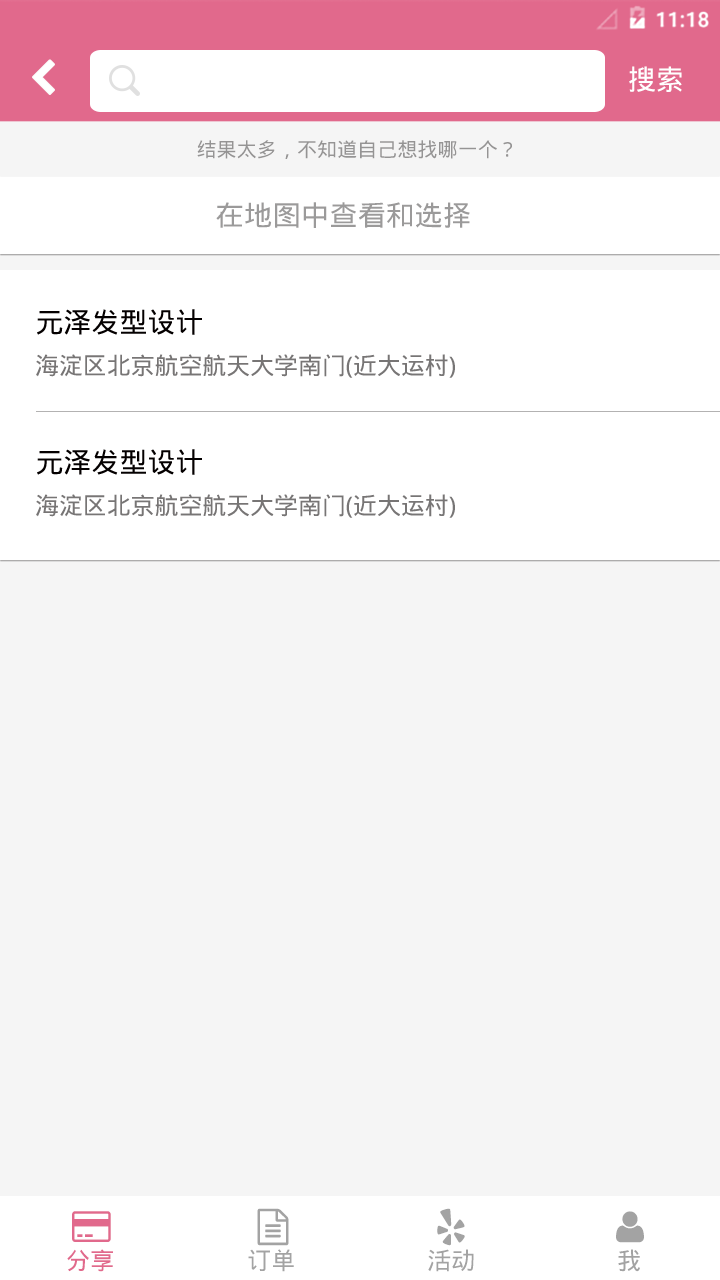 11:18
搜索
结果太多，不知道自己想找哪一个？
在地图中查看和选择
元泽发型设计
海淀区北京航空航天大学南门(近大运村)
元泽发型设计
海淀区北京航空航天大学南门(近大运村)
分享 订单 活动 我